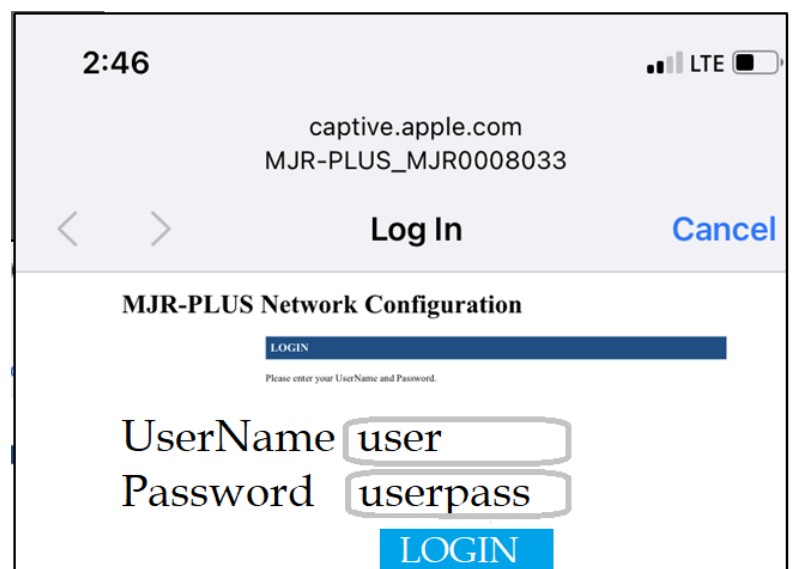 2:46 LTE
captive.apple.com
MJR-PLUS_MJR0008033
Log In Cancel
MJR-PLUS Network Configuration
LOGIN
Please enter your UserName and Password.
UserName user
Password userpass
LOGIN